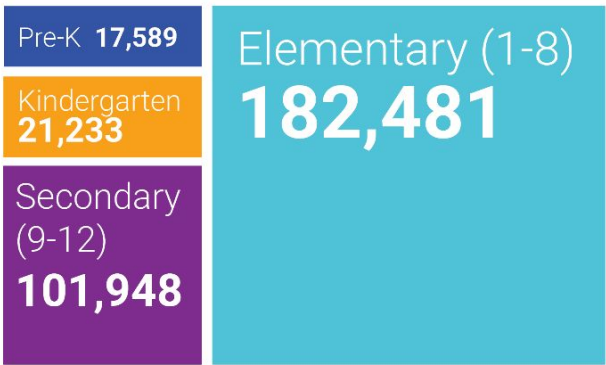 Pre-K 17,589
Kindergarten
21,233
Secondary
(9-12)
101,948
Elementary (1-8)
182,481